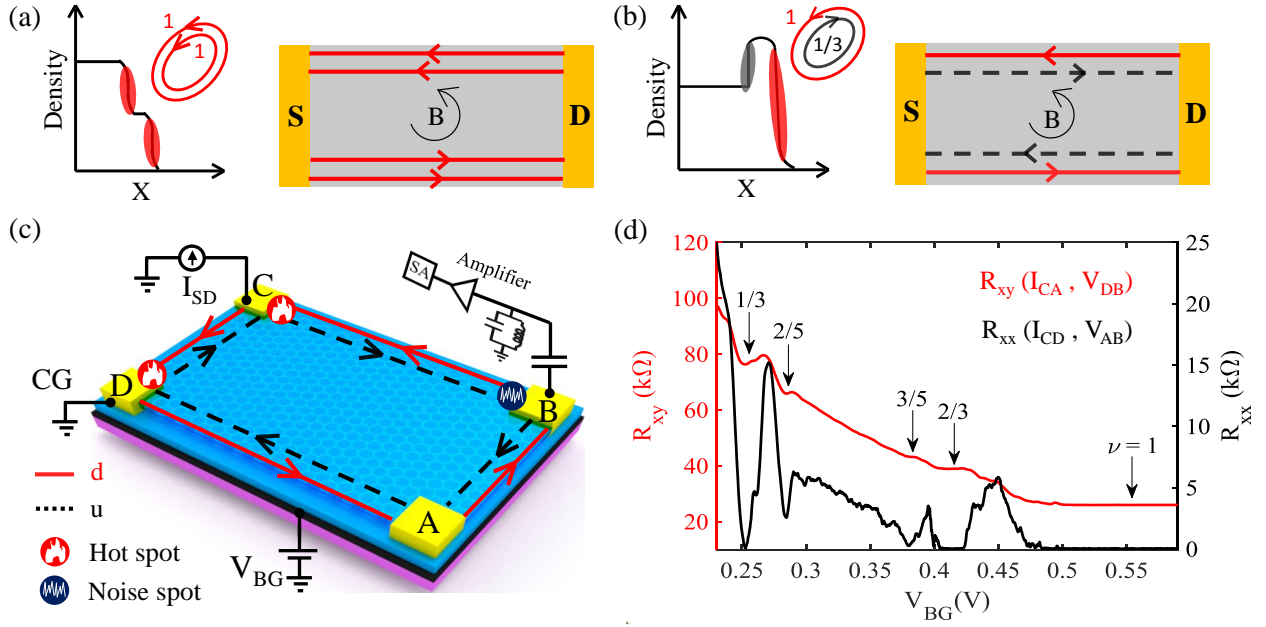 (a)
Density
X
1
1
S
B
D
(b)
Density
X
1
1/3
S
B
D
(c)
I_SD
C
SA
Amplifier
CG
D
B
A
d
u
Hot spot
Noise spot
V_BG
(d)
120
100
80
60
40
20
R_xy (kΩ)
R_xy (I_CA , V_DB)
R_xx (I_CD , V_AB)
1/3
2/5
3/5
2/3
ν = 1
25
20
15
10
5
0
R_xx (kΩ)
0.25
0.3
0.35
0.4
0.45
0.5
0.55
V_BG(V)